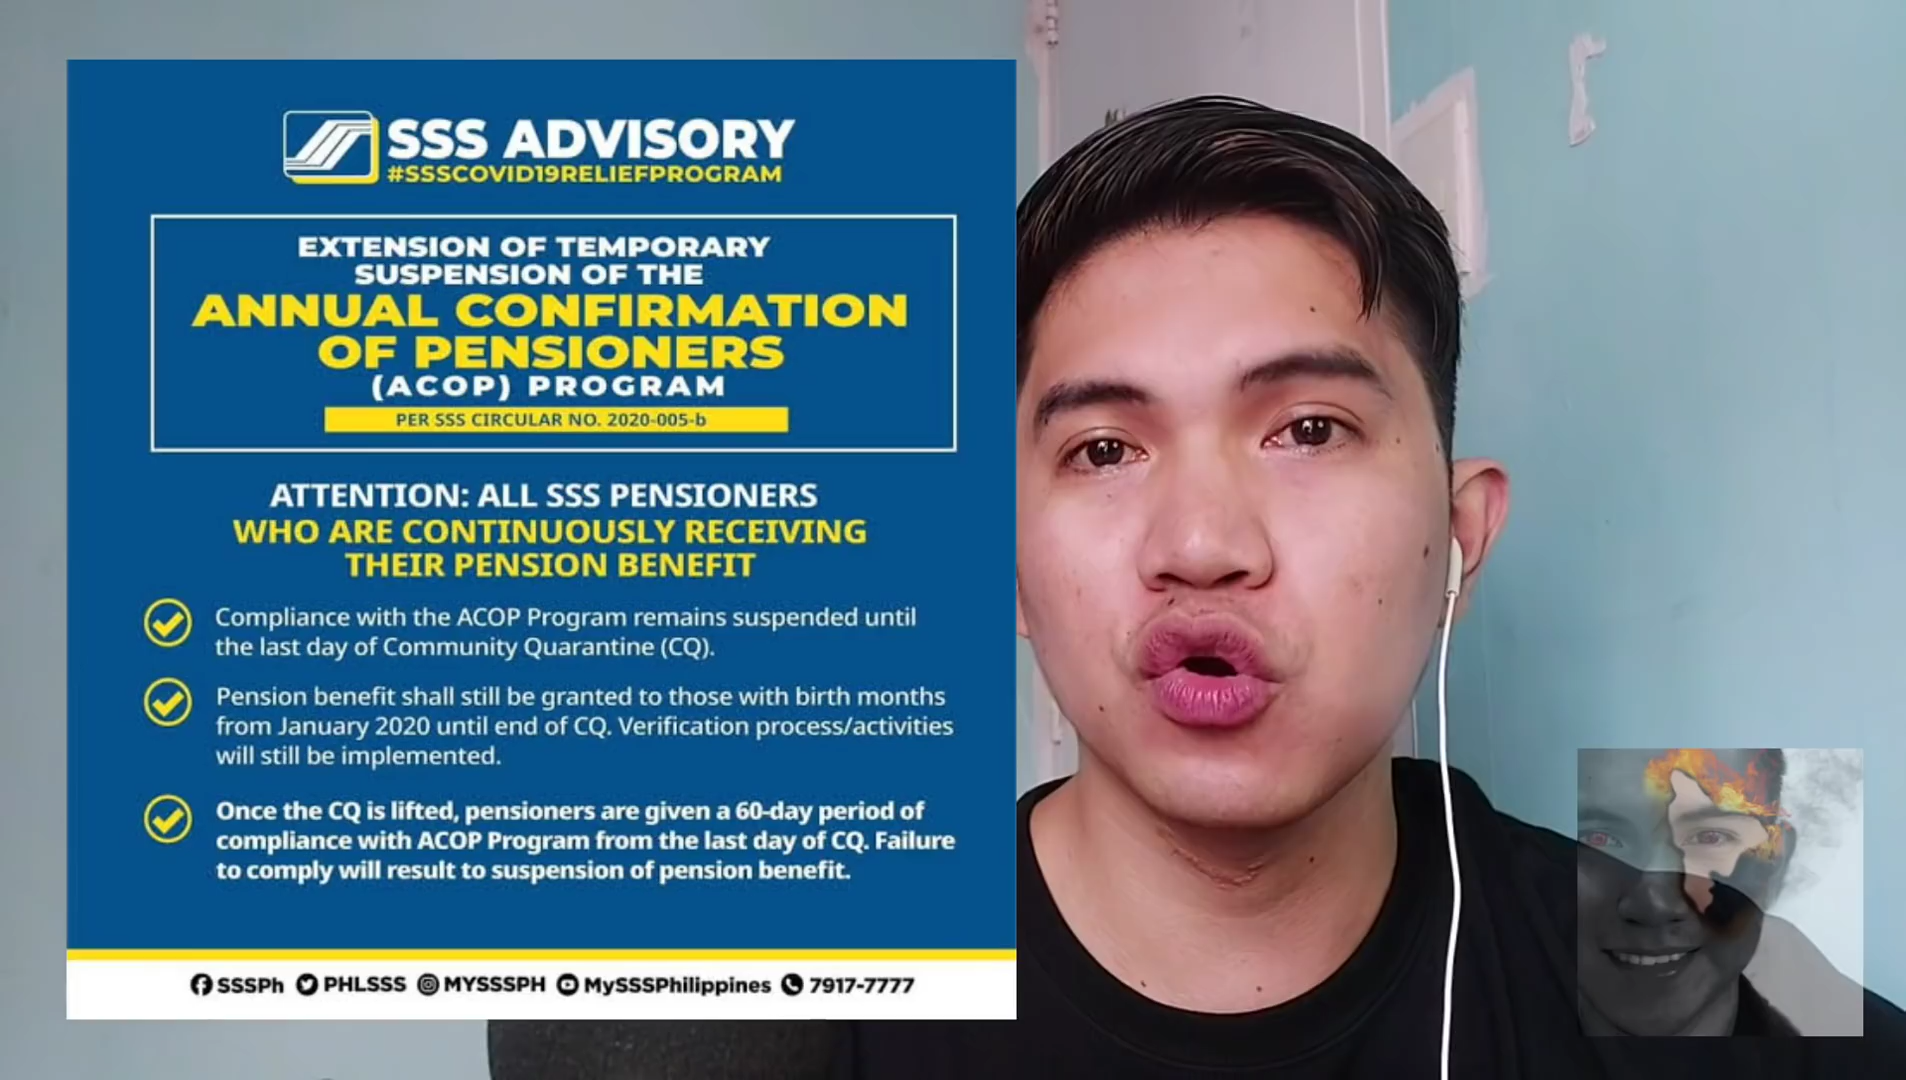 SSS ADVISORY
#SSSCOVID19RELIEFPROGRAM
EXTENSION OF TEMPORARY
SUSPENSION OF THE
ANNUAL CONFIRMATION
OF PENSIONERS
(ACOP) PROGRAM
PER SSS CIRCULAR NO. 2020-005-b
ATTENTION: ALL SSS PENSIONERS
WHO ARE CONTINUOUSLY RECEIVING
THEIR PENSION BENEFIT
Compliance with the ACOP Program remains suspended until
the last day of Community Quarantine (CQ).
Pension benefit shall still be granted to those with birth months
from January 2020 until end of CQ. Verification process/activities
will still be implemented.
Once the CQ is lifted, pensioners are given a 60-day period of
compliance with ACOP Program from the last day of CQ. Failure
to comply will result to suspension of pension benefit.
SSSPh PHLSSS MYSSSPH MySSSPhilippines 7917-7777